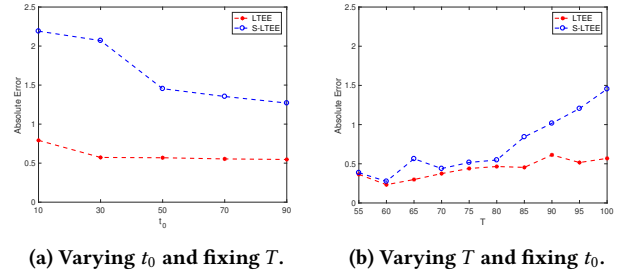 2.5
2
1.5
1
0.5
0
Absolute Error
10 30 50 70 90
t0
LTEE
S-LTEE
2.5
2
1.5
1
0.5
0
Absolute Error
55 60 65 70 75 80 85 90 95 100
T
LTEE
S-LTEE
(a) Varying t0 and fixing T.
(b) Varying T and fixing t0.